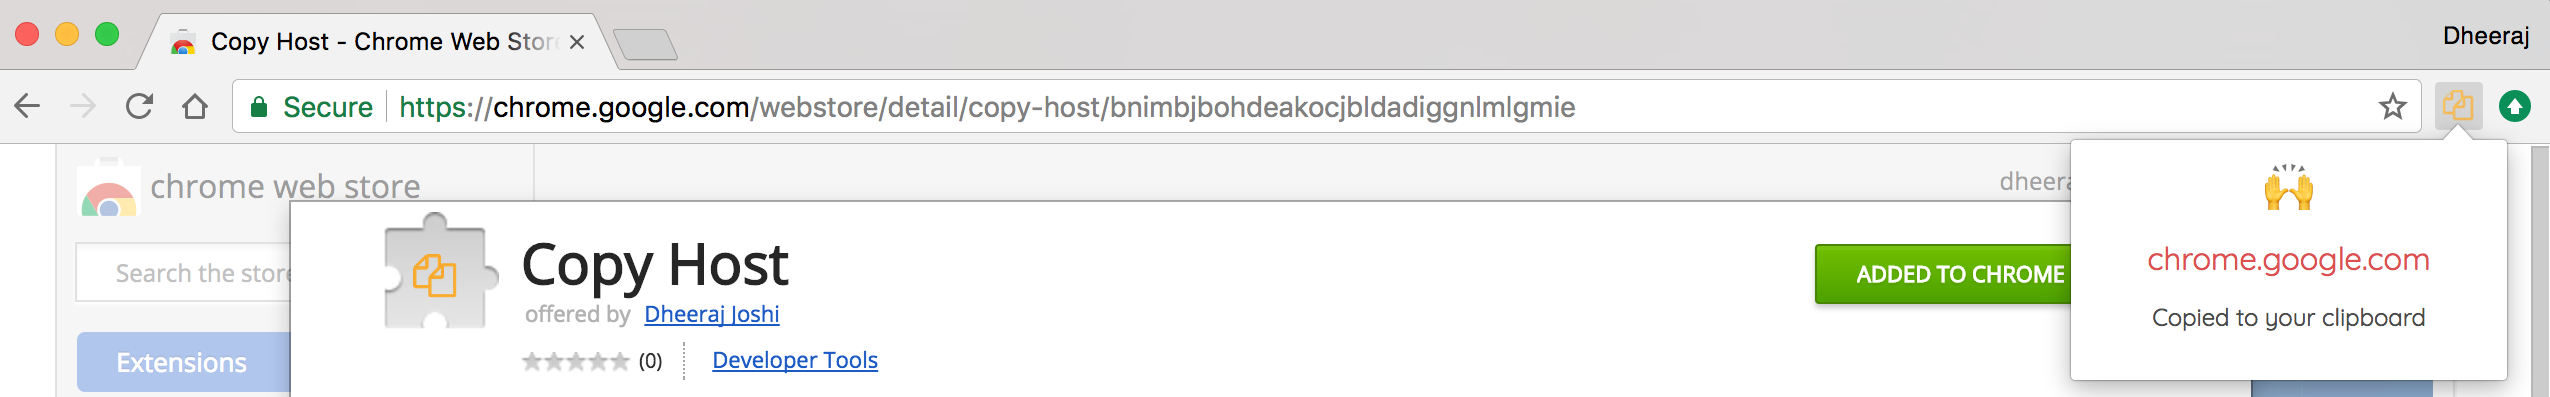 Copy Host - Chrome Web Store
Dheeraj
Secure
https://chrome.google.com/webstore/detail/copy-host/bnimbjbohdeakocjbldadiggnlmlgmie
chrome web store
dheera
chrome.google.com
Copied to your clipboard
Search the store
Copy Host
ADDED TO CHROME
offered by Dheeraj Joshi
(0)
Developer Tools
Extensions